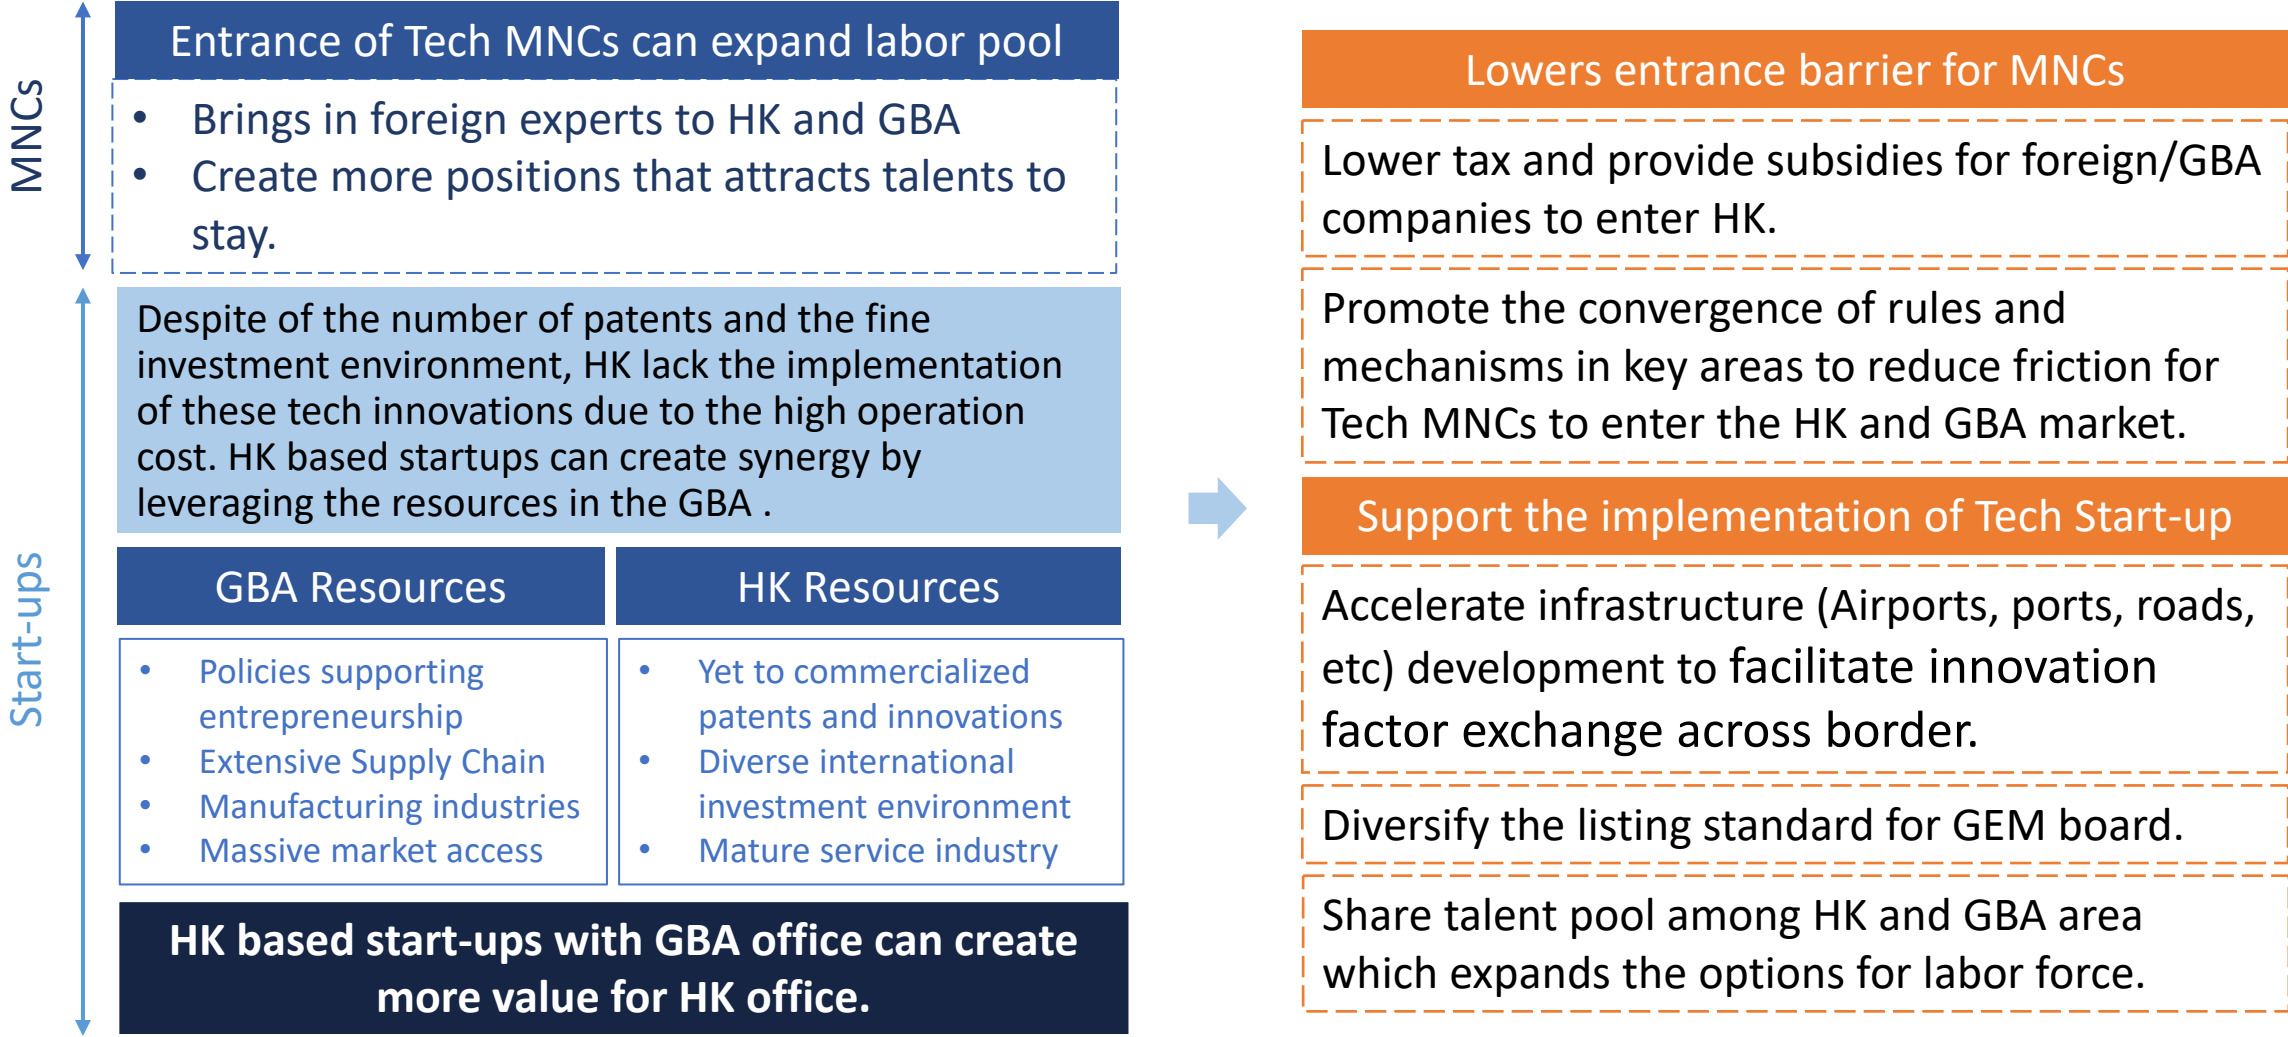 MNCs
Entrance of Tech MNCs can expand labor pool
• Brings in foreign experts to HK and GBA
• Create more positions that attracts talents to
stay.
Start-ups
Despite of the number of patents and the fine
investment environment, HK lack the implementation
of these tech innovations due to the high operation
cost. HK based startups can create synergy by
leveraging the resources in the GBA .
GBA Resources
• Policies supporting
entrepreneurship
• Extensive Supply Chain
• Manufacturing industries
• Massive market access
HK Resources
• Yet to commercialized
patents and innovations
• Diverse international
investment environment
• Mature service industry
HK based start-ups with GBA office can create
more value for HK office.
Lowers entrance barrier for MNCs
Lower tax and provide subsidies for foreign/GBA
companies to enter HK.
Promote the convergence of rules and
mechanisms in key areas to reduce friction for
Tech MNCs to enter the HK and GBA market.
Support the implementation of Tech Start-up
Accelerate infrastructure (Airports, ports, roads,
etc) development to facilitate innovation
factor exchange across border.
Diversify the listing standard for GEM board.
Share talent pool among HK and GBA area
which expands the options for labor force.